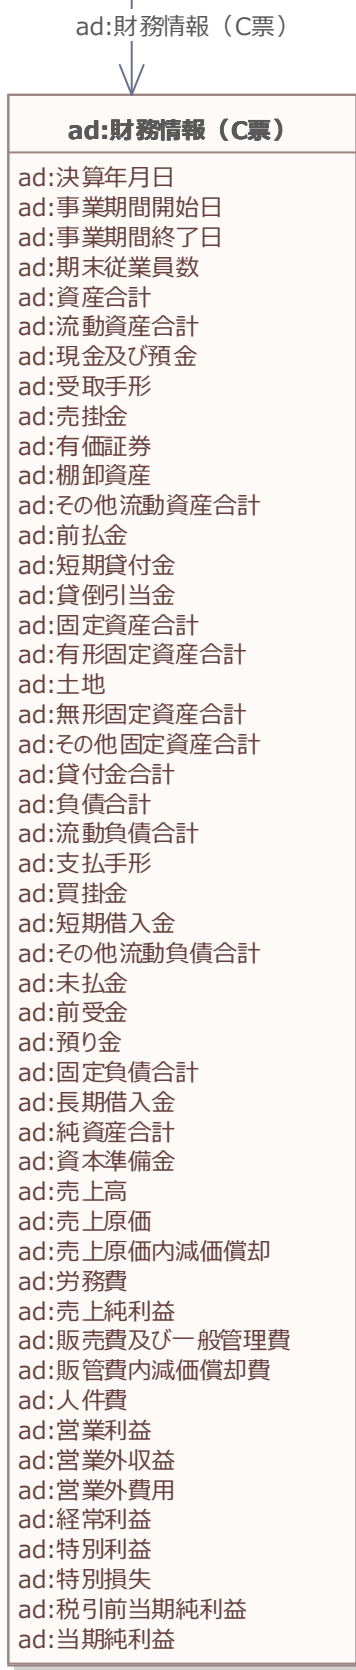 ad:財務情報（C票）
ad:財務情報（C票）
ad:決算年月日
ad:事業期間開始日
ad:事業期間終了日
ad:期末従業員数
ad:資産合計
ad:流動資産合計
ad:現金及び預金
ad:受取手形
ad:売掛金
ad:有価証券
ad:棚卸資産
ad:その他流動資産合計
ad:前払金
ad:短期貸付金
ad:貸倒引当金
ad:固定資産合計
ad:有形固定資産合計
ad:土地
ad:無形固定資産合計
ad:その他固定資産合計
ad:貸付金合計
ad:負債合計
ad:流動負債合計
ad:支払手形
ad:買掛金
ad:短期借入金
ad:その他流動負債合計
ad:未払金
ad:前受金
ad:預り金
ad:固定負債合計
ad:長期借入金
ad:純資産合計
ad:資本準備金
ad:売上高
ad:売上原価
ad:売上原価内減価償却
ad:労務費
ad:売上純利益
ad:販売費及び一般管理費
ad:販管費内減価償却費
ad:人件費
ad:営業利益
ad:営業外収益
ad:営業外費用
ad:経常利益
ad:特別利益
ad:特別損失
ad:税引前当期純利益
ad:当期純利益